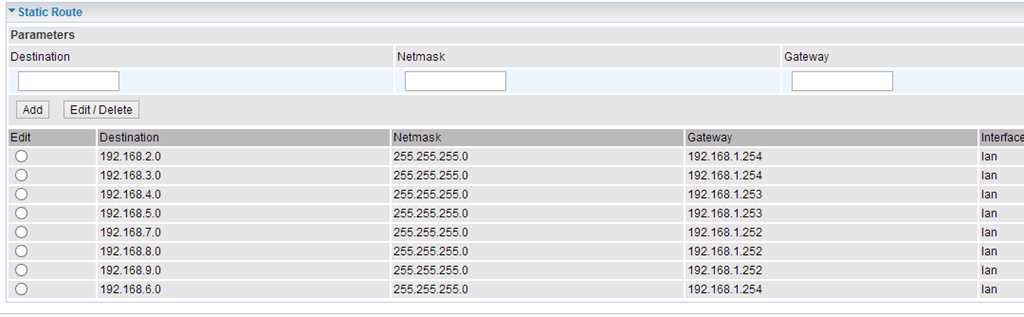 Static Route
Parameters
Destination Netmask Gateway
Add Edit / Delete
Edit Destination Netmask Gateway Interface
192.168.2.0 255.255.255.0 192.168.1.254 lan
192.168.3.0 255.255.255.0 192.168.1.254 lan
192.168.4.0 255.255.255.0 192.168.1.253 lan
192.168.5.0 255.255.255.0 192.168.1.253 lan
192.168.7.0 255.255.255.0 192.168.1.252 lan
192.168.8.0 255.255.255.0 192.168.1.252 lan
192.168.9.0 255.255.255.0 192.168.1.252 lan
192.168.6.0 255.255.255.0 192.168.1.254 lan